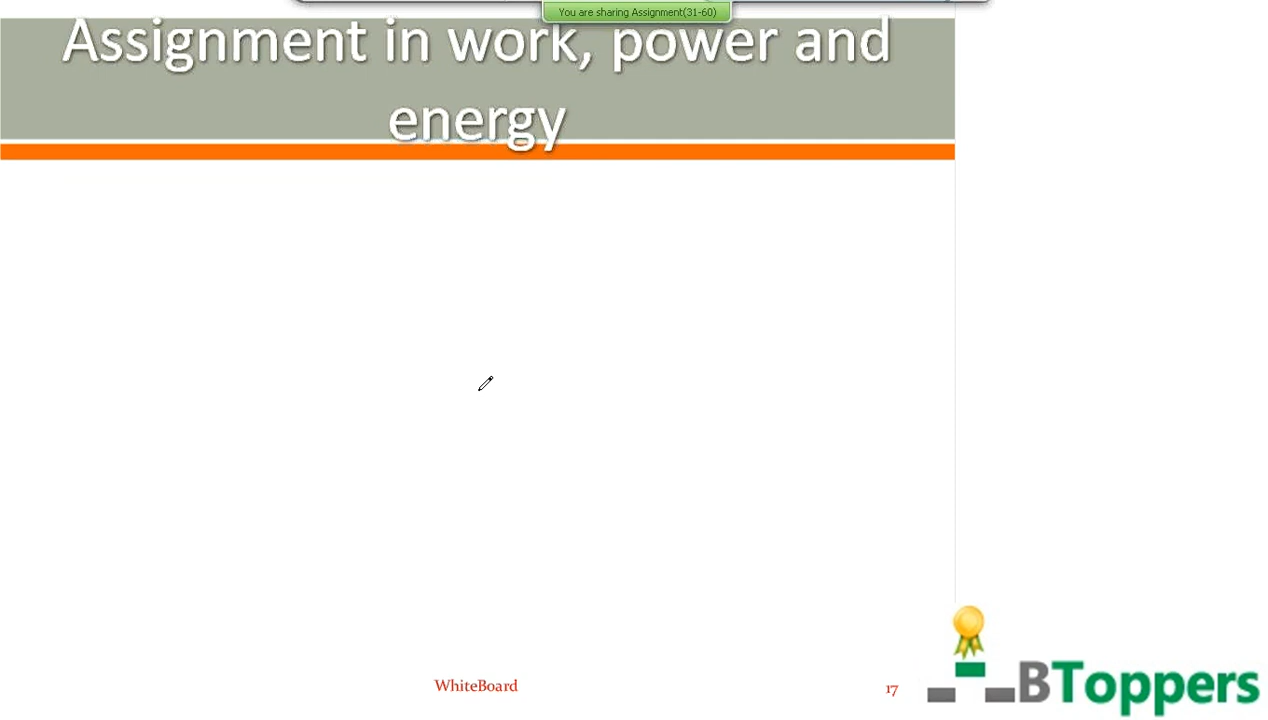 You are sharing Assignment(31-60)
Assignment in work, power and
energy
WhiteBoard
17
BToppers